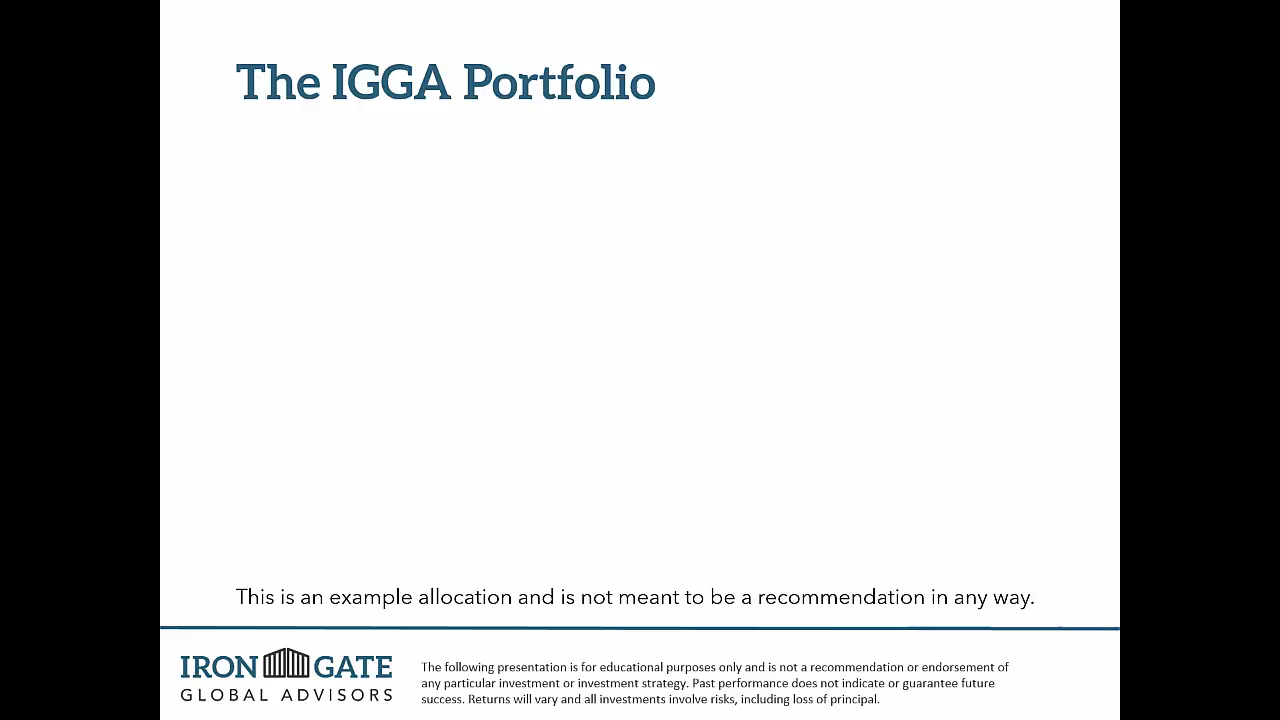 The IGGA Portfolio
This is an example allocation and is not meant to be a recommendation in any way.
IRON GATE
GLOBAL ADVISORS
The following presentation is for educational purposes only and is not a recommendation or endorsement of
any particular investment or investment strategy. Past performance does not indicate or guarantee future
success. Returns will vary and all investments involve risks, including loss of principal.